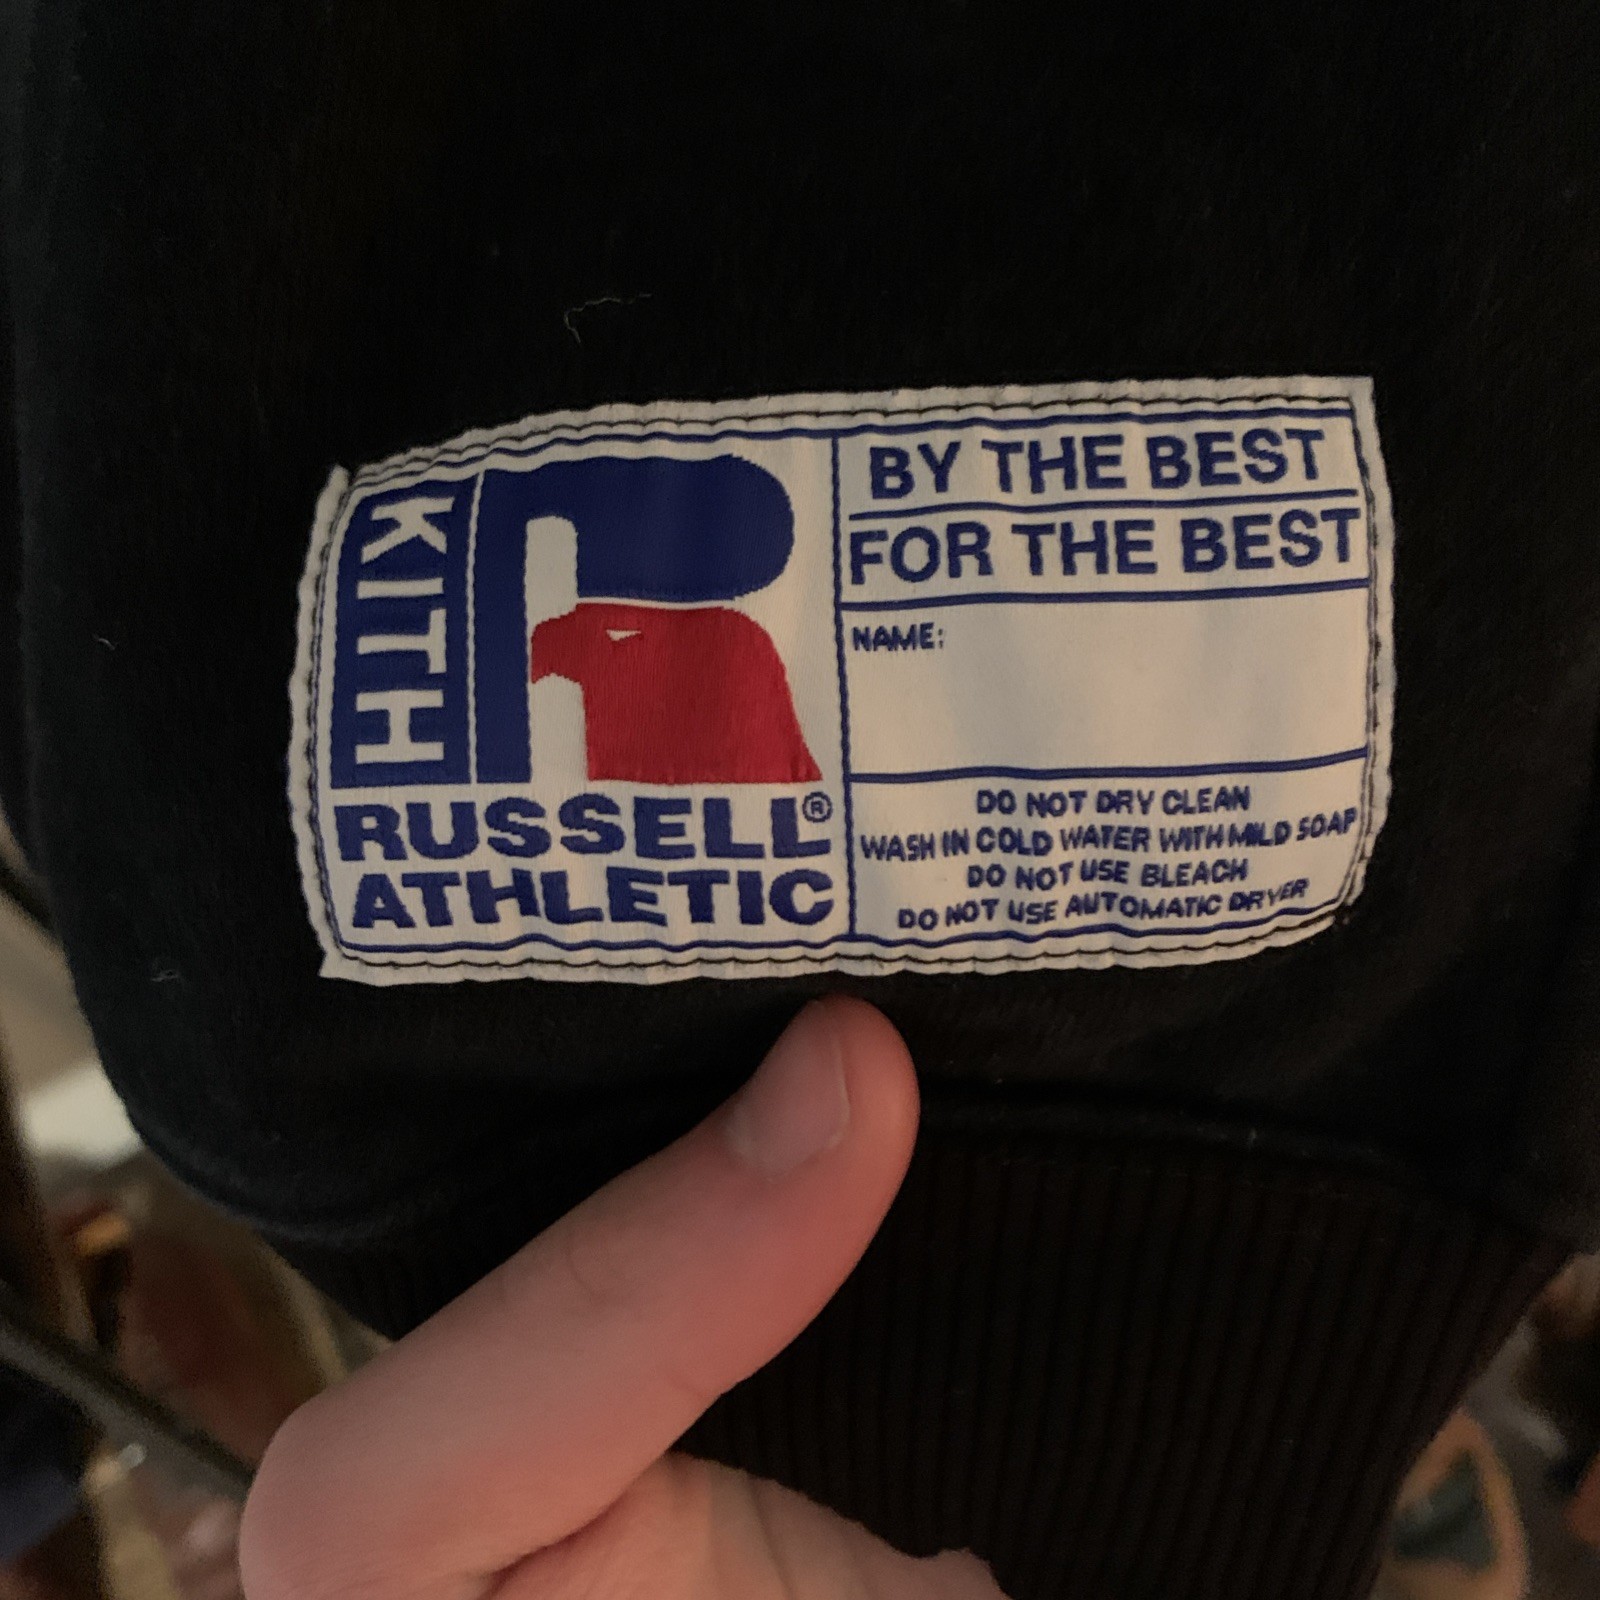 KITH
RUSSELL®
ATHLETIC
BY THE BEST
FOR THE BEST
NAME:
DO NOT DRY CLEAN
WASH IN COLD WATER WITH MILD SOAP
DO NOT USE BLEACH
DO NOT USE AUTOMATIC DRYER